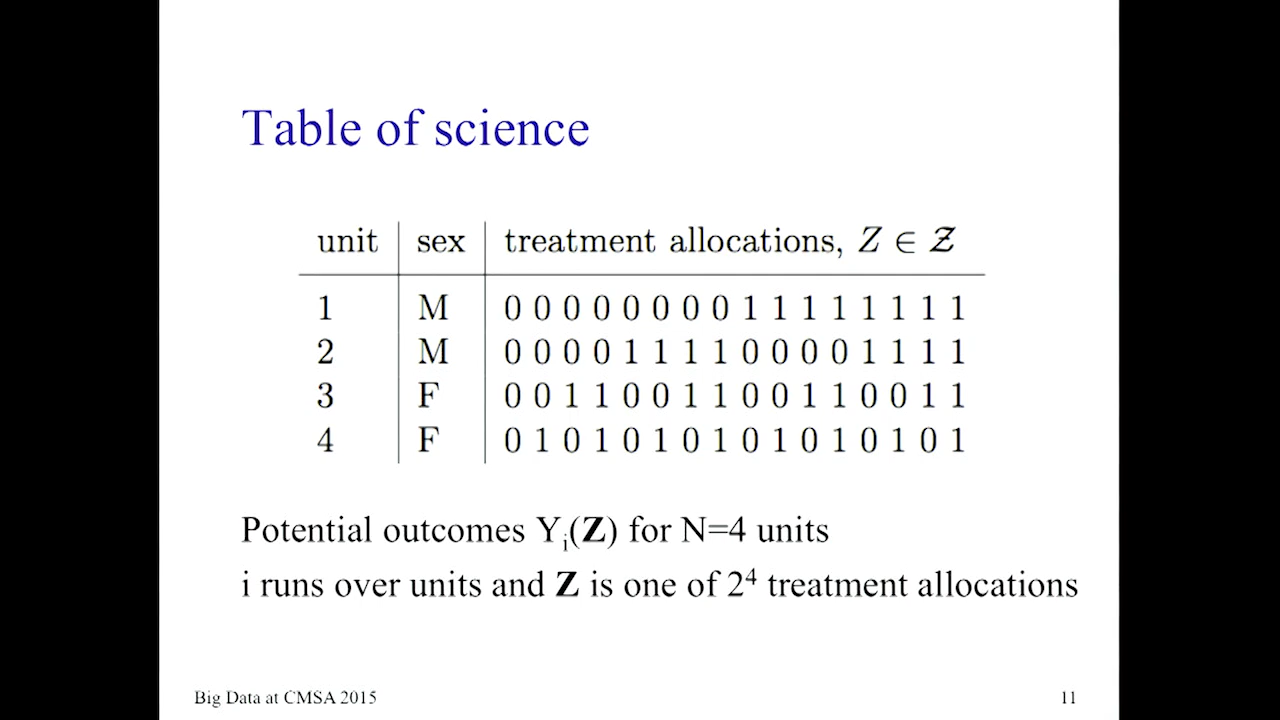 Table of science
unit sex treatment allocations, Z ∈ 𝒵
1 M 0 0 0 0 0 0 0 0 1 1 1 1 1 1 1 1
2 M 0 0 0 0 1 1 1 1 0 0 0 0 1 1 1 1
3 F 0 0 1 1 0 0 1 1 0 0 1 1 0 0 1 1
4 F 0 1 0 1 0 1 0 1 0 1 0 1 0 1 0 1
Potential outcomes Yᵢ(Z) for N=4 units
i runs over units and Z is one of 2⁴ treatment allocations
Big Data at CMSA 2015 11